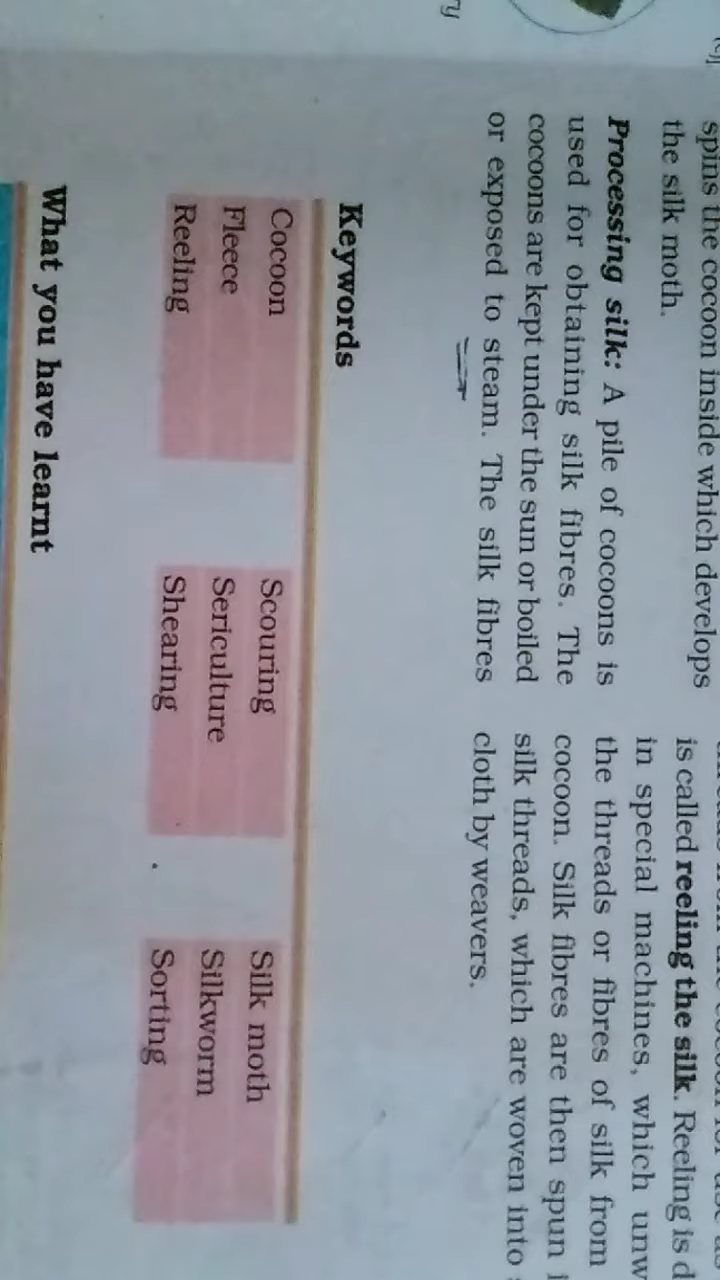 spins the cocoon inside which develops
the silk moth.
Processing silk: A pile of cocoons is
used for obtaining silk fibres. The
cocoons are kept under the sun or boiled
or exposed to steam. The silk fibres
is called reeling the silk. Reeling is
in special machines, which
the threads or fibres of silk from
cocoon. Silk fibres are then spun
silk threads, which are woven into
cloth by weavers.
Keywords
Cocoon Scouring Silk moth
Fleece Sericulture Silkworm
Reeling Shearing Sorting
What you have learnt